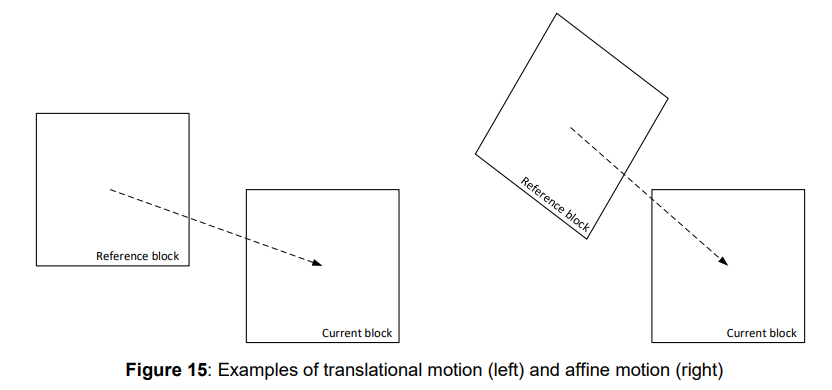 Reference block
Current block
Reference block
Current block
Figure 15: Examples of translational motion (left) and affine motion (right)